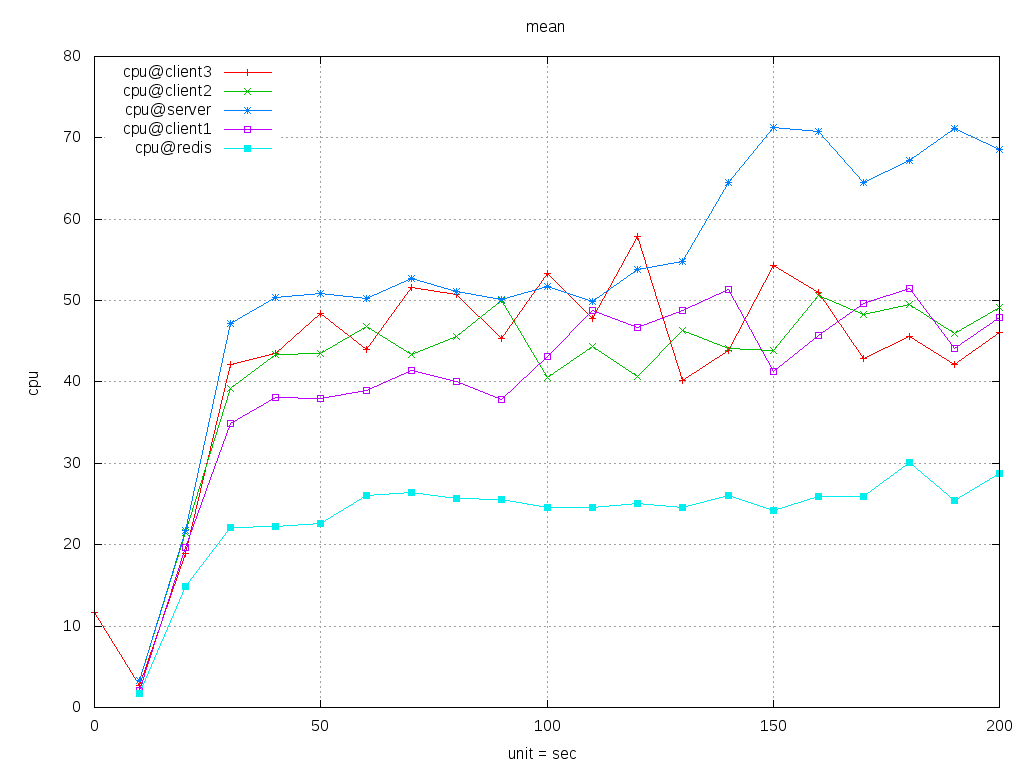 mean
80
70
60
50
40
30
20
10
0
cpu@client3
cpu@client2
cpu@server
cpu@client1
cpu@redis
cpu
0 50 100 150 200
unit = sec